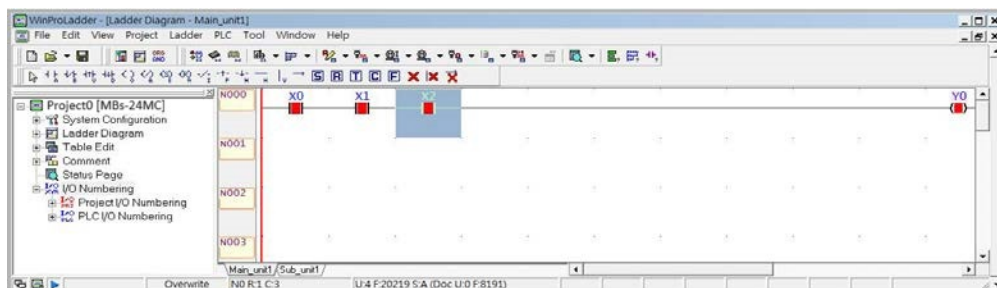 WinProLadder - [Ladder Diagram - Main_unit1]
File Edit View Project Ladder PLC Tool Window Help
S R T C F
Project0 [MBs-24MC]
System Configuration
Ladder Diagram
Table Edit
Comment
Status Page
I/O Numbering
Project I/O Numbering
PLC I/O Numbering
N000 X0 X1 X2 Y0
N001
N002
N003
Main_unit1 Sub_unit1
Overwrite N0 R:1 C:3 U:4 F:20219 S:A (Doc U:0 F:8191)